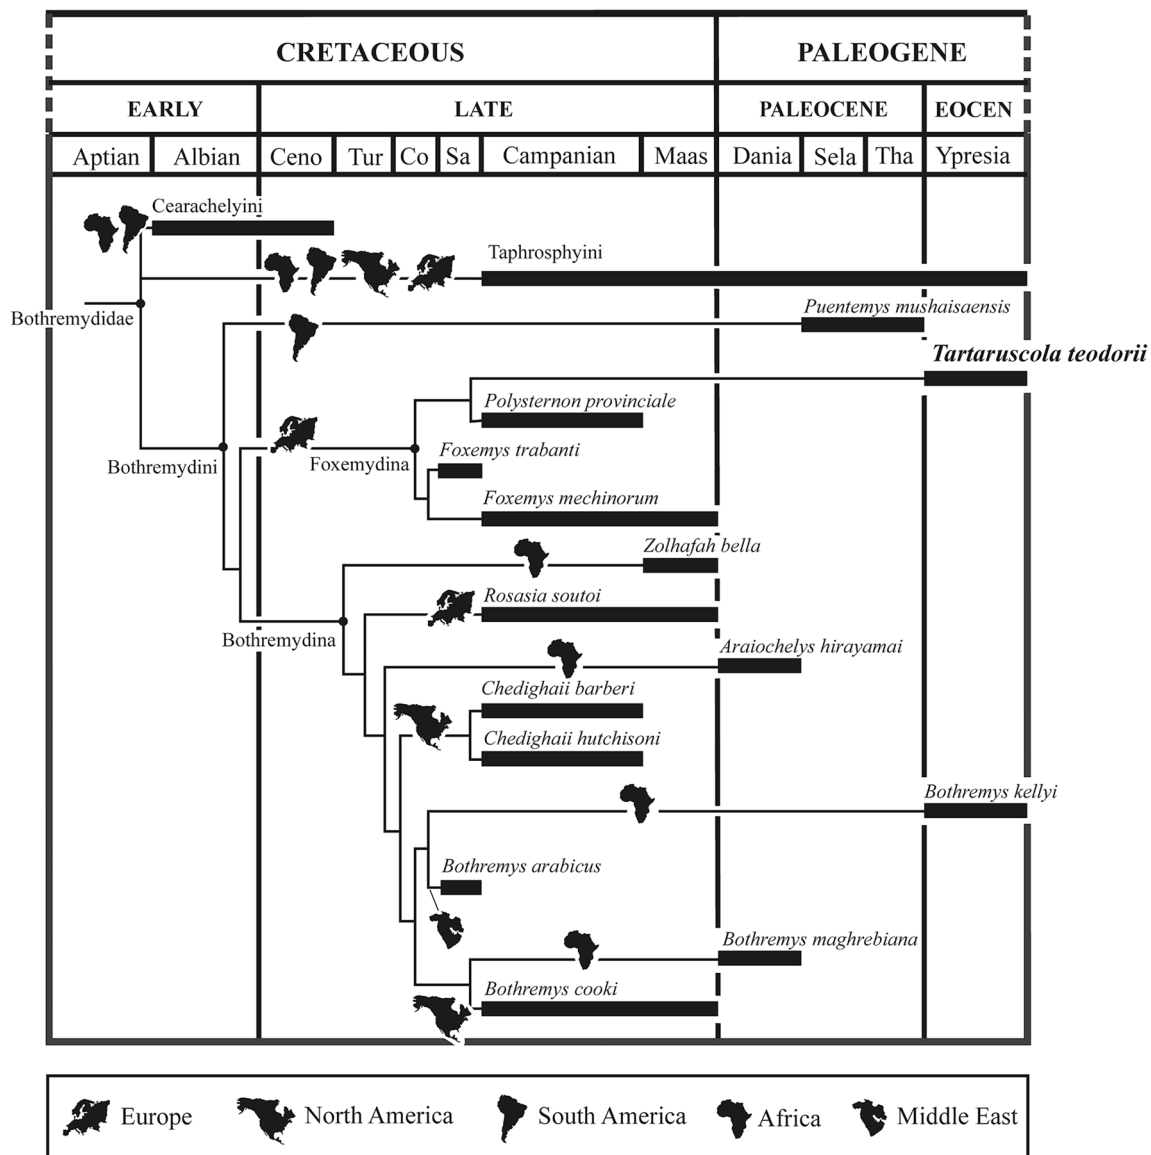 CRETACEOUS PALEOGENE
EARLY LATE PALEOCENE EOCEN
Aptian Albian Ceno Tur Co Sa Campanian Maas Dania Sela Tha Ypresia
Cearachelyini
Taphrosphyini
Puentemys mushaisaensis
Bothremydidae
Tartaruscola teodorii
Polysternon provinciale
Foxemys trabanti
Bothremydini Foxemydina
Foxemys mechinorum
Zolhafah bella
Rosasia soutoi
Bothremydina
Araiochelys hirayamai
Chedighaii barberi
Chedighaii hutchisoni
Bothremys kellyi
Bothremys arabicus
Bothremys maghrebiana
Bothremys cooki
Europe North America South America Africa Middle East